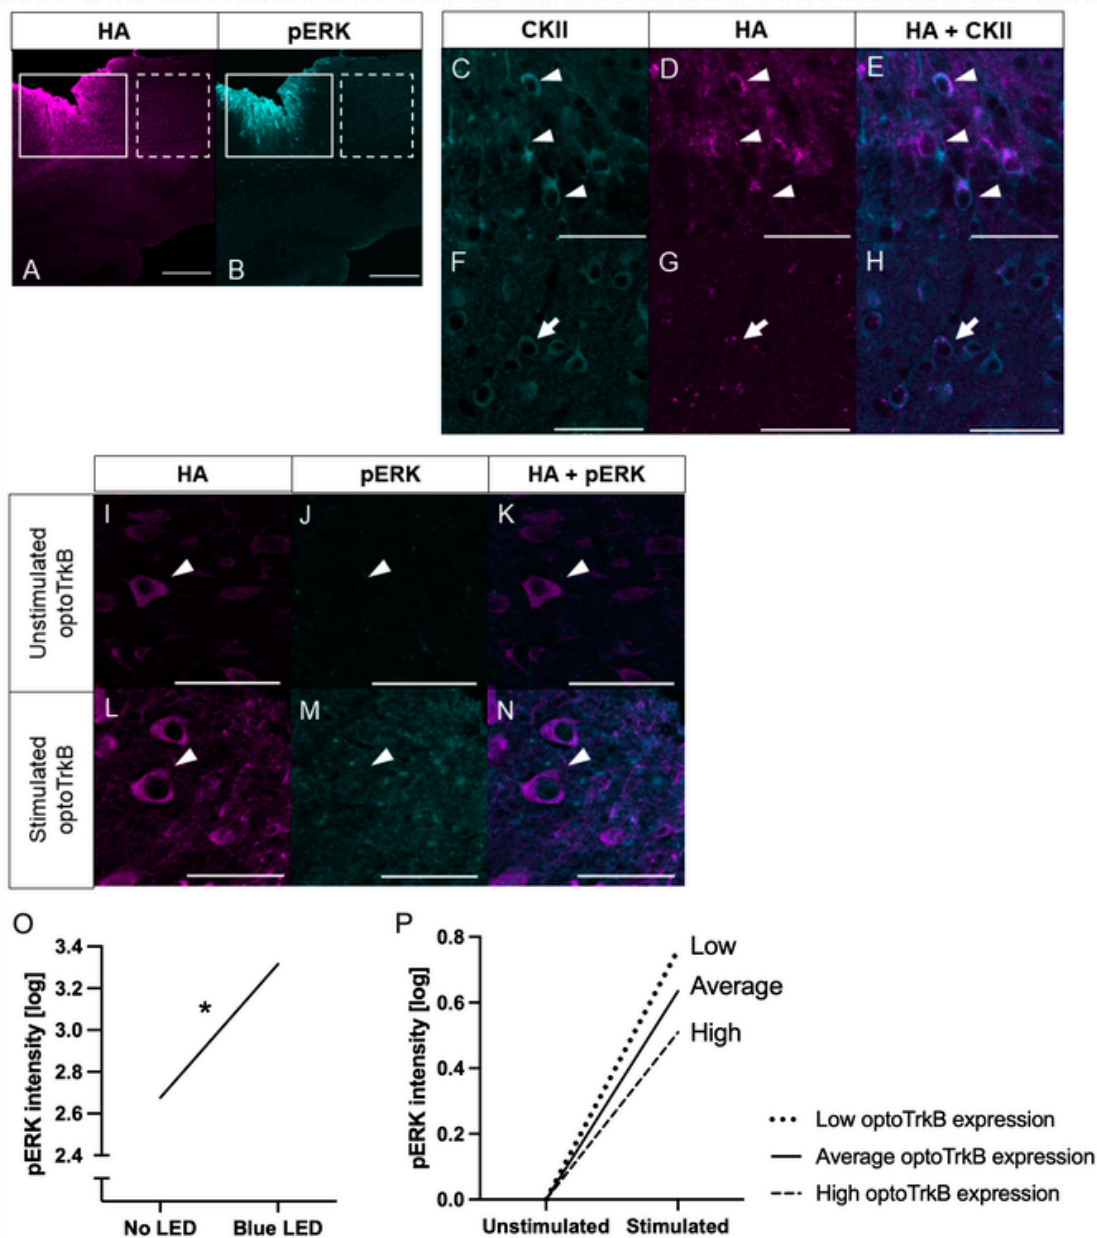 HA pERK
A B
CKII HA HA + CKII
C D E
F G H
HA pERK HA + pERK
Unstimulated
optoTrkB
I J K
Stimulated
optoTrkB
L M N
O
pERK intensity [log]
3.4
3.2
3.0
2.8
2.6
2.4
*
No LED Blue LED
P
pERK intensity [log]
0.8
0.6
0.4
0.2
0.0
Low
Average
High
Unstimulated Stimulated
Low optoTrkB expression
Average optoTrkB expression
High optoTrkB expression